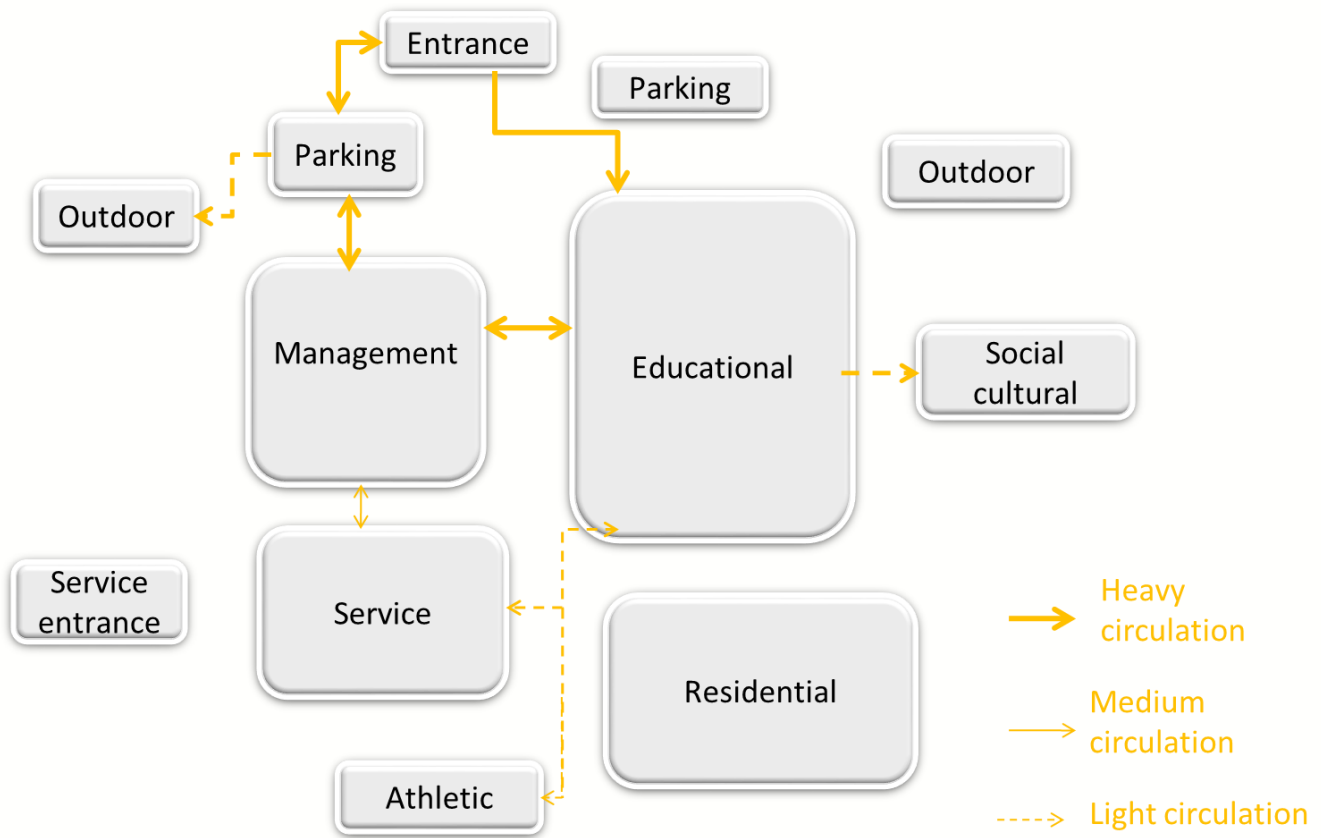 Entrance
Parking
Parking
Outdoor
Outdoor
Management
Educational
Social
cultural
Service
entrance
Service
Residential
Athletic
Heavy
circulation
Medium
circulation
Light circulation